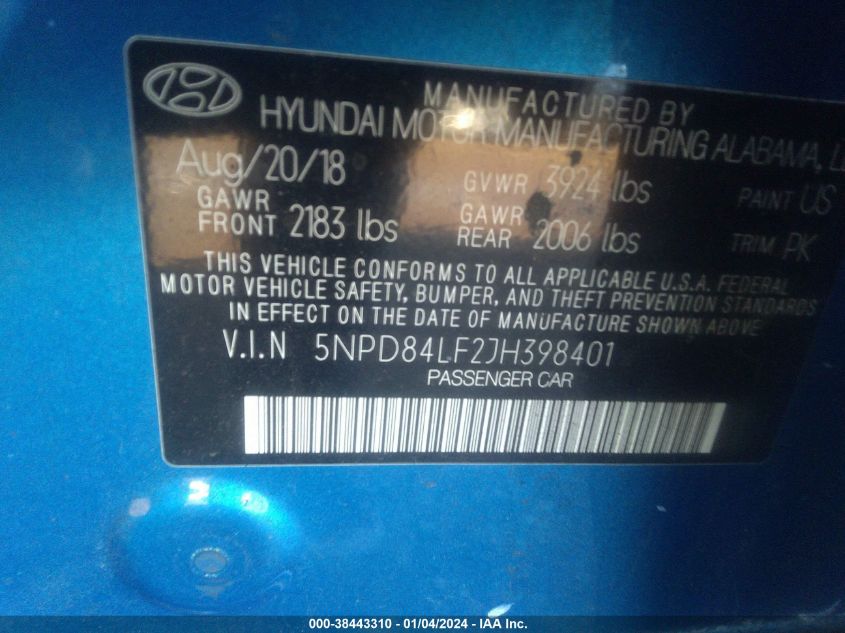 MANUFACTURED BY
HYUNDAI MOTOR MANUFACTURING ALABAMA,
Aug/20/18 GVWR 3924 lbs PAINT US
GAWR FRONT 2183 lbs GAWR REAR 2006 lbs TRIM PK
THIS VEHICLE CONFORMS TO ALL APPLICABLE U.S.A. FEDERAL
MOTOR VEHICLE SAFETY, BUMPER, AND THEFT PREVENTION STANDARDS
IN EFFECT ON THE DATE OF MANUFACTURE SHOWN ABOVE
V.I.N 5NPD84LF2JH398401
PASSENGER CAR
000-38443310 - 01/04/2024 - IAA Inc.